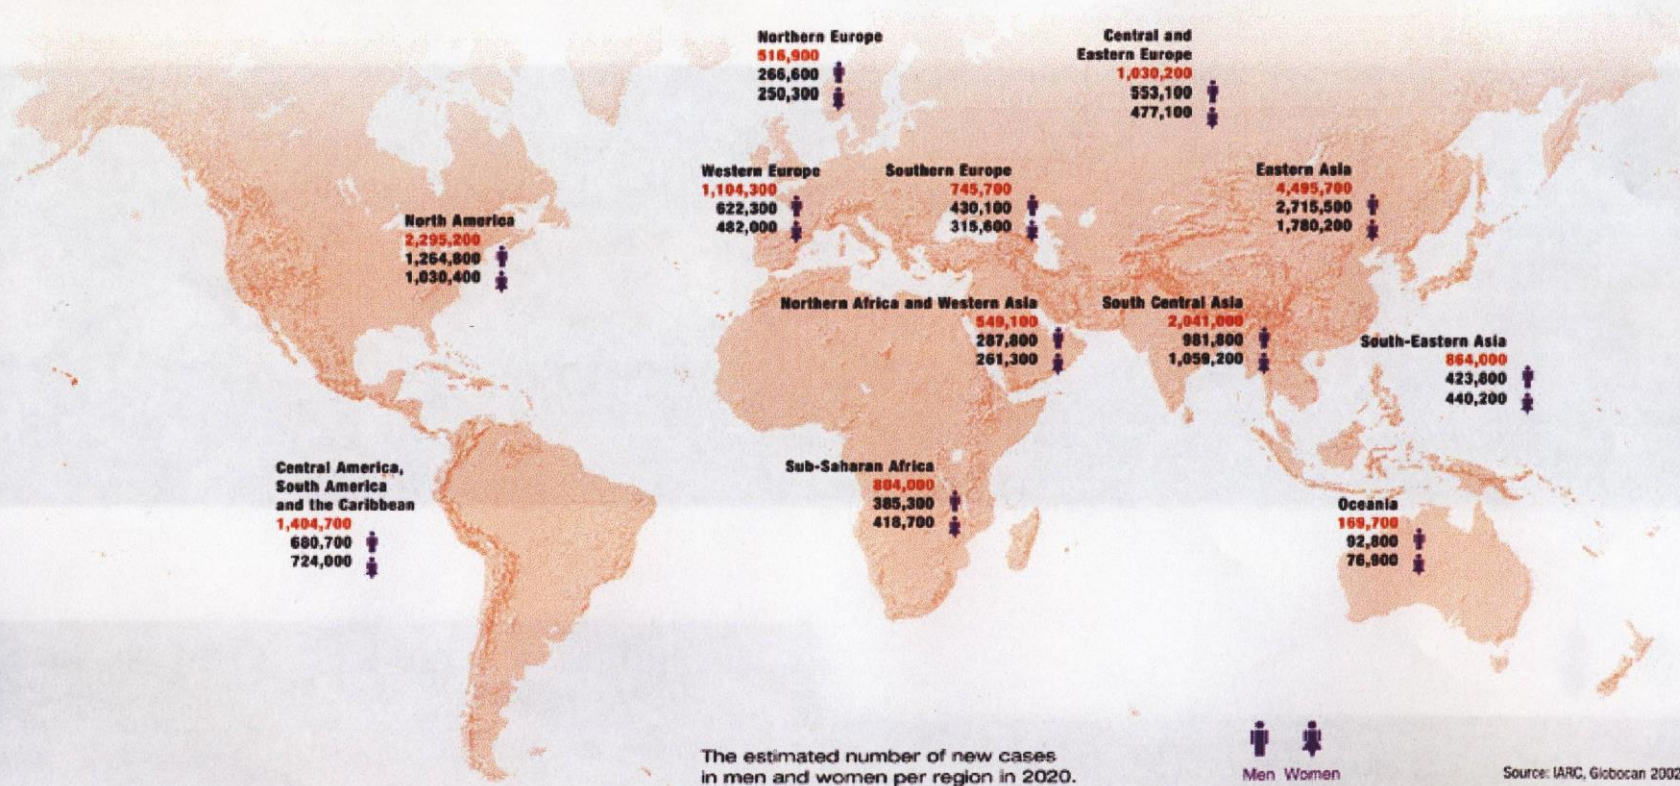 Northern Europe
516,900
266,600
250,300
Central and
Eastern Europe
1,030,200
553,100
477,100
Western Europe
1,104,300
622,300
482,000
Southern Europe
745,700
430,100
315,600
Eastern Asia
4,495,700
2,715,500
1,780,200
North America
2,295,200
1,264,800
1,030,400
Northern Africa and Western Asia
549,100
287,800
261,300
South Central Asia
2,041,000
981,800
1,059,200
South-Eastern Asia
864,000
423,800
440,200
Central America,
South America
and the Caribbean
1,404,700
680,700
724,000
Sub-Saharan Africa
804,000
385,300
418,700
Oceania
169,700
92,800
76,900
The estimated number of new cases
in men and women per region in 2020.
Men Women
Source: IARC, Globocan 2002